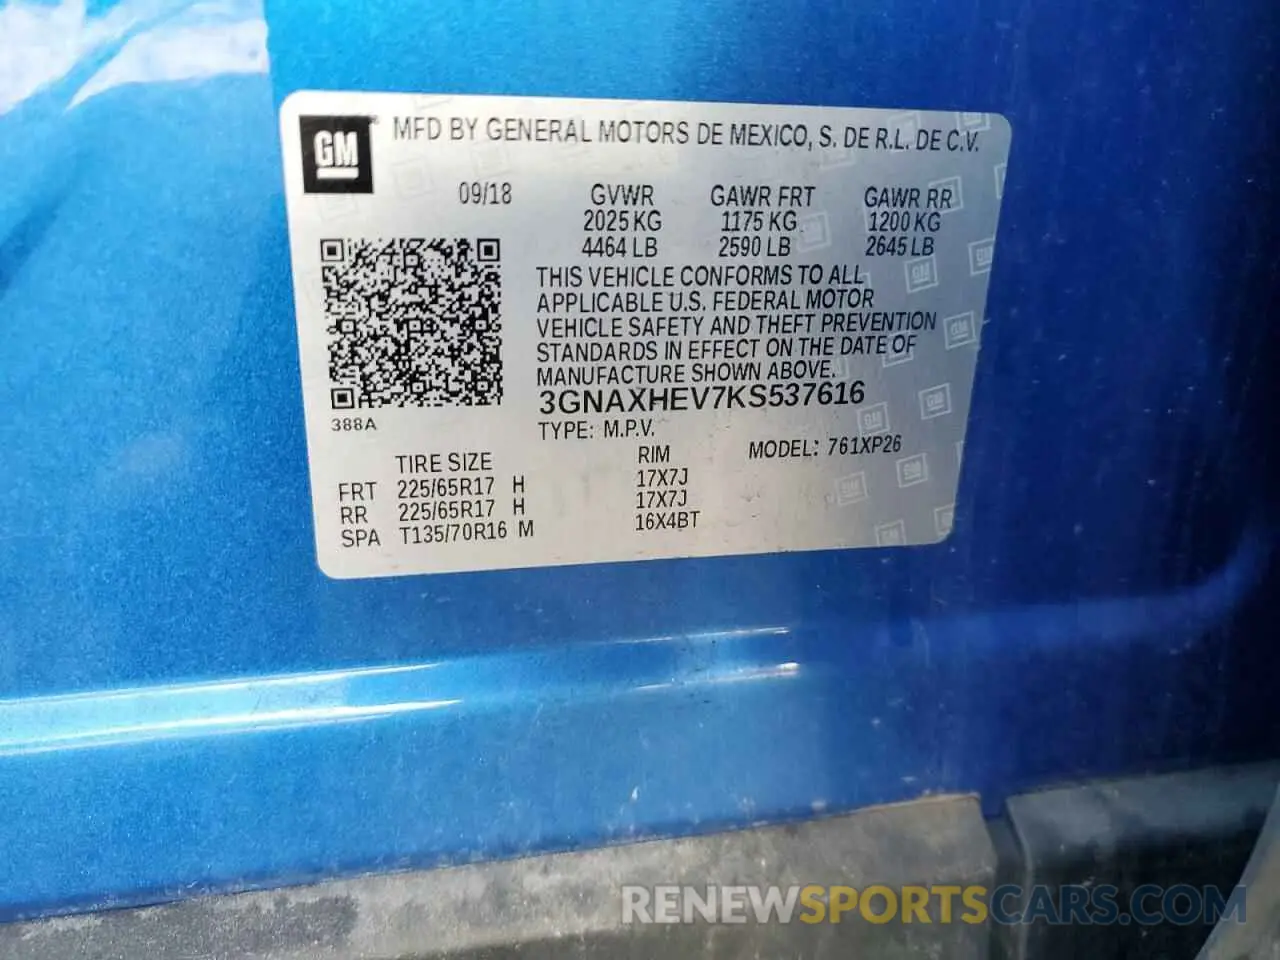 GM
MFD BY GENERAL MOTORS DE MEXICO, S. DE R.L. DE C.V.
09/18 GVWR GAWR FRT GAWR RR
2025 KG 1175 KG 1200 KG
4464 LB 2590 LB 2645 LB
THIS VEHICLE CONFORMS TO ALL
APPLICABLE U.S. FEDERAL MOTOR
VEHICLE SAFETY AND THEFT PREVENTION
STANDARDS IN EFFECT ON THE DATE OF
MANUFACTURE SHOWN ABOVE.
3GNAXHEV7KS537616
388A
TYPE: M.P.V.
MODEL: 761XP26
TIRE SIZE RIM
FRT 225/65R17 H 17X7J
RR 225/65R17 H 17X7J
SPA T135/70R16 M 16X4BT
RENEWSPORTSCARS.COM